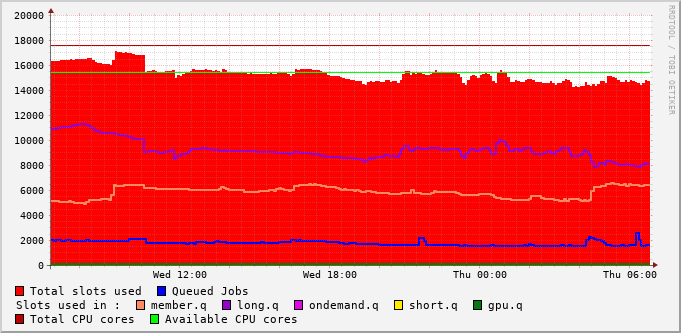 20000
18000
16000
14000
12000
10000
8000
6000
4000
2000
0
Wed 12:00 Wed 18:00 Thu 00:00 Thu 06:00
Total slots used Queued Jobs
Slots used in : member.q long.q ondemand.q short.q gpu.q
Total CPU cores Available CPU cores
RRDTOOL / TOBI OETIKER